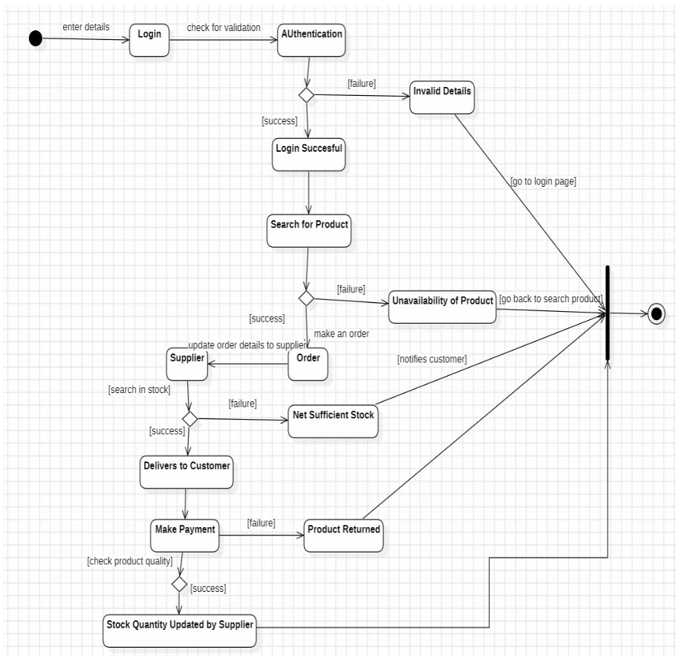 enter details
Login
check for validation
AUthentication
[failure]
Invalid Details
[success]
Login Succesful
[go to login page]
Search for Product
[failure]
Unavailability of Product
[go back to search product]
[success]
make an order
update order details to supplier
Supplier
Order
[notifies customer]
[search in stock]
[failure]
Net Sufficient Stock
[success]
Delivers to Customer
Make Payment
[failure]
Product Returned
[check product quality]
[success]
Stock Quantity Updated by Supplier